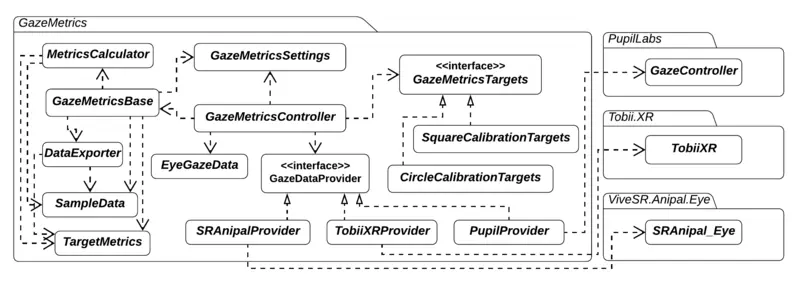 GazeMetrics
MetricsCalculator
GazeMetricsSettings
<<interface>>
GazeMetricsTargets
PupilLabs
GazeController
GazeMetricsBase
GazeMetricsController
SquareCalibrationTargets
Tobii.XR
TobiiXR
DataExporter
EyeGazeData
<<interface>>
GazeDataProvider
CircleCalibrationTargets
SampleData
ViveSR.Anipal.Eye
TargetMetrics
SRAnipalProvider
TobiiXRProvider
PupilProvider
SRAnipal_Eye